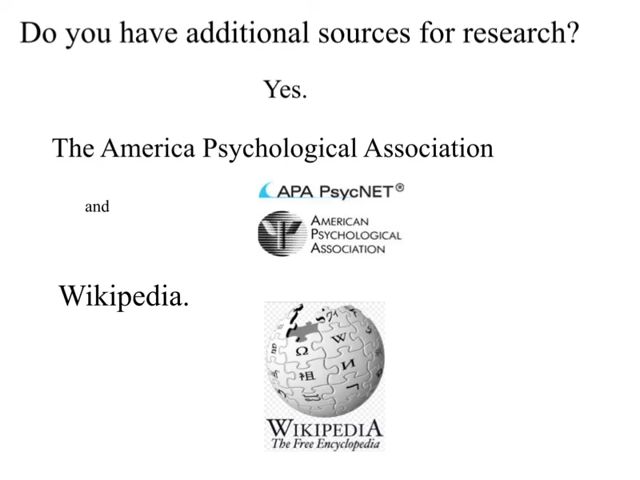 Do you have additional sources for research?
Yes.
The America Psychological Association
APA PsycNET®
and
AMERICAN
PSYCHOLOGICAL
ASSOCIATION
Wikipedia.
Ω
W
И
祖
WIKIPEDIA
The Free Encyclopedia